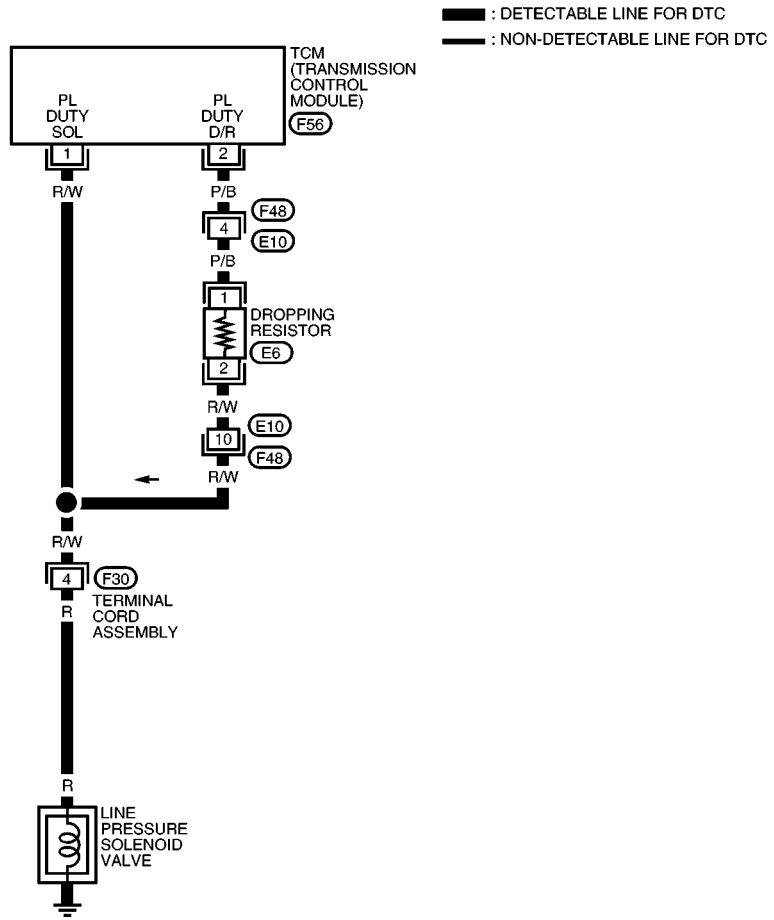 : DETECTABLE LINE FOR DTC
: NON-DETECTABLE LINE FOR DTC
TCM
(TRANSMISSION
CONTROL
MODULE)
F56
PL
DUTY
SOL
PL
DUTY
D/R
1
2
R/W
P/B
F48
4
E10
P/B
1
DROPPING
RESISTOR
E6
2
R/W
E10
10
F48
R/W
R/W
4
F30
TERMINAL
CORD
ASSEMBLY
R
R
LINE
PRESSURE
SOLENOID
VALVE